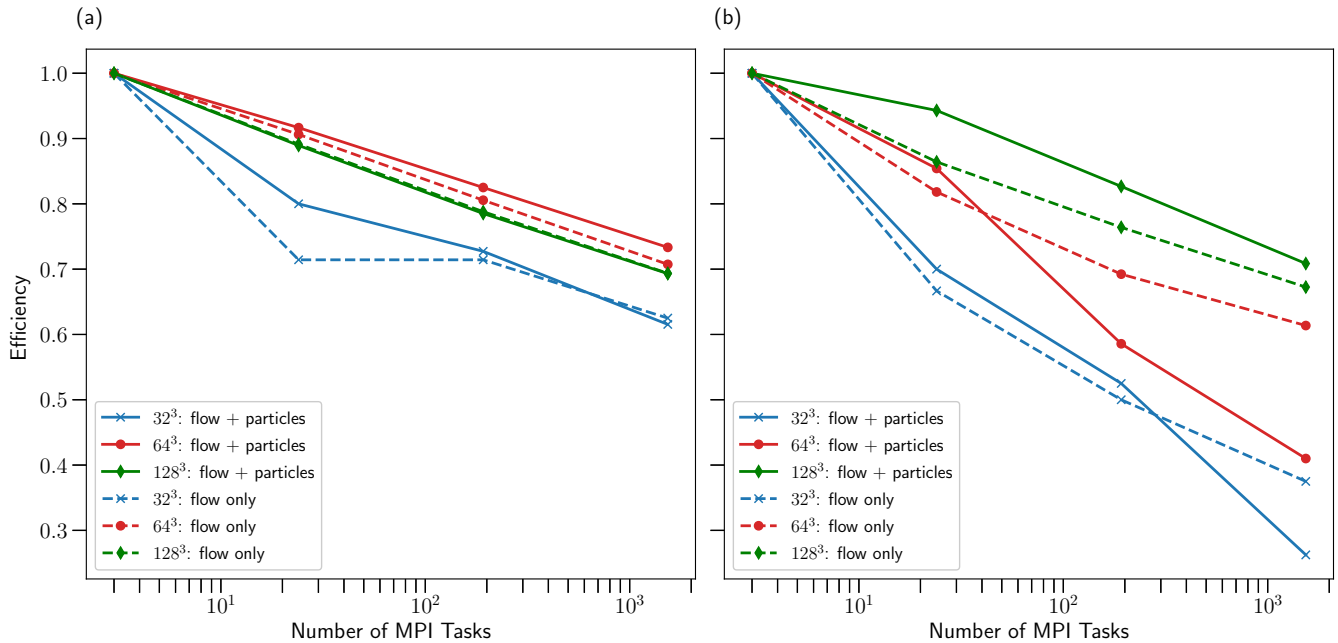 (a)
(b)
1.0
0.9
0.8
0.7
0.6
0.5
0.4
0.3
Efficiency
32³: flow + particles
64³: flow + particles
128³: flow + particles
32³: flow only
64³: flow only
128³: flow only
10¹ 10² 10³
Number of MPI Tasks
32³: flow + particles
64³: flow + particles
128³: flow + particles
32³: flow only
64³: flow only
128³: flow only
10¹ 10² 10³
Number of MPI Tasks